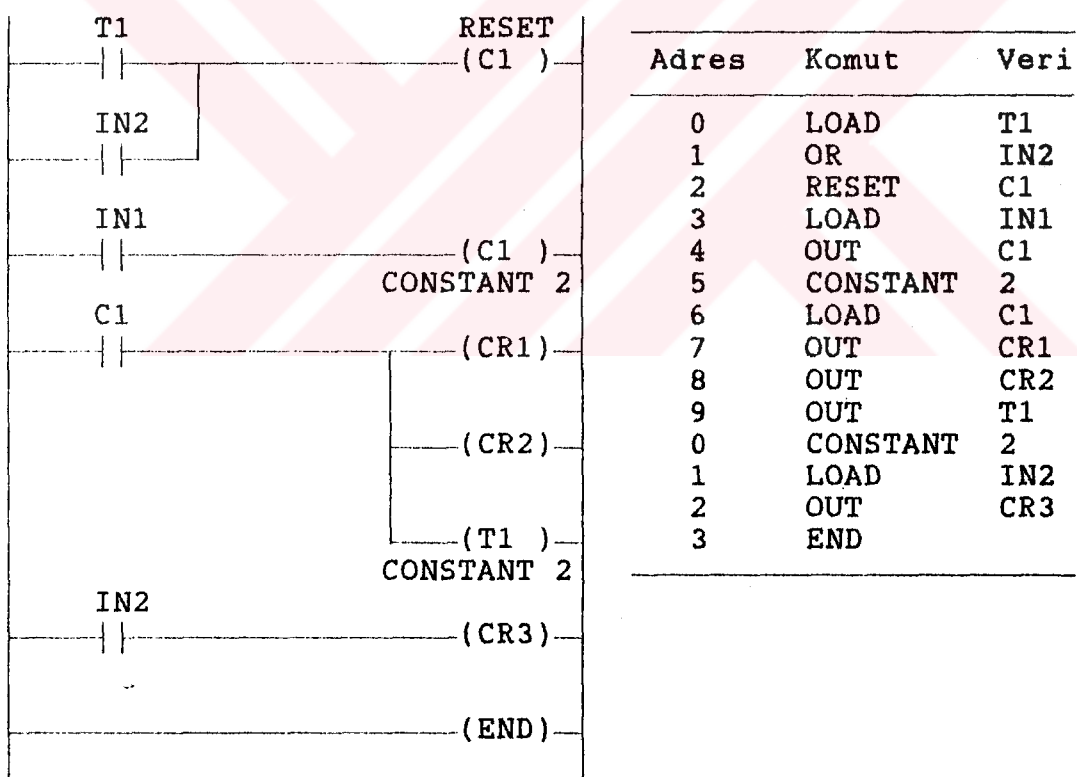 T1 RESET
(C1 )
IN2
IN1
(C1 )
CONSTANT 2
C1
(CR1)
(CR2)
(T1 )
CONSTANT 2
IN2
(CR3)
(END)
Adres Komut Veri
0 LOAD T1
1 OR IN2
2 RESET C1
3 LOAD IN1
4 OUT C1
5 CONSTANT 2
6 LOAD C1
7 OUT CR1
8 OUT CR2
9 OUT T1
0 CONSTANT 2
1 LOAD IN2
2 OUT CR3
3 END